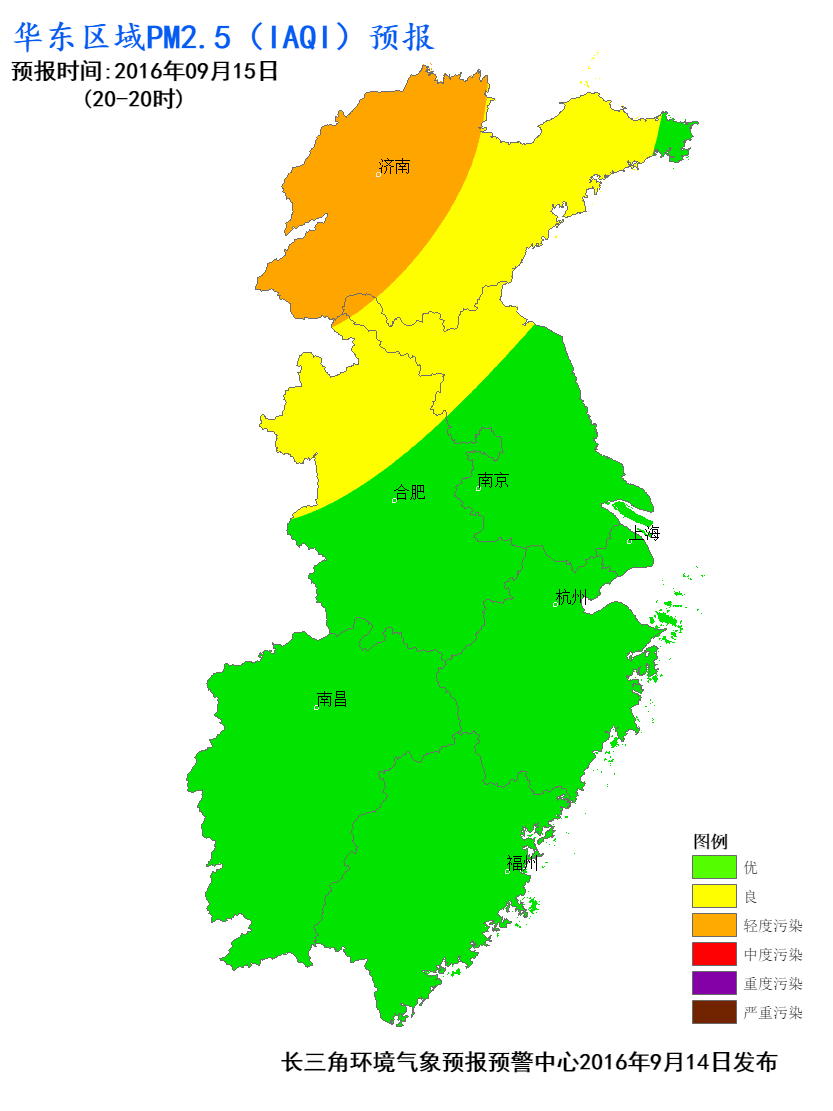 华东区域PM2.5（IAQI）预报
预报时间:2016年09月15日
(20-20时)
济南
南京
合肥
上海
杭州
南昌
福州
图例
优
良
轻度污染
中度污染
重度污染
严重污染
长三角环境气象预报预警中心2016年9月14日发布